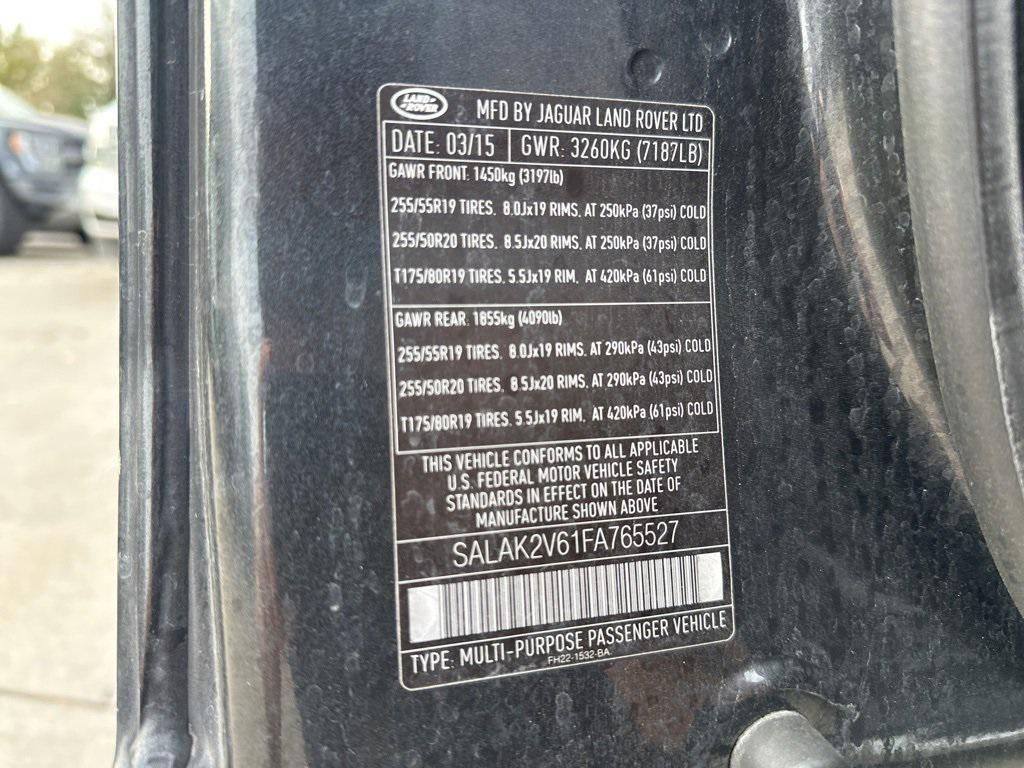 LAND ROVER
MFD BY JAGUAR LAND ROVER LTD
DATE: 03/15 GWR: 3260KG (7187LB)
GAWR FRONT: 1450kg (3197lb)
255/55R19 TIRES. 8.0Jx19 RIMS. AT 250kPa (37psi) COLD
255/50R20 TIRES. 8.5Jx20 RIMS. AT 250kPa (37psi) COLD
T175/80R19 TIRES. 5.5Jx19 RIM. AT 420kPa (61psi) COLD
GAWR REAR: 1855kg (4090lb)
255/55R19 TIRES. 8.0Jx19 RIMS. AT 290kPa (43psi) COLD
255/50R20 TIRES. 8.5Jx20 RIMS. AT 290kPa (43psi) COLD
T175/80R19 TIRES. 5.5Jx19 RIM. AT 420kPa (61psi) COLD
THIS VEHICLE CONFORMS TO ALL APPLICABLE
U.S. FEDERAL MOTOR VEHICLE SAFETY
STANDARDS IN EFFECT ON THE DATE OF
MANUFACTURE SHOWN ABOVE
SALAK2V61FA765527
TYPE: MULTI-PURPOSE PASSENGER VEHICLE
FH22-1532-BA